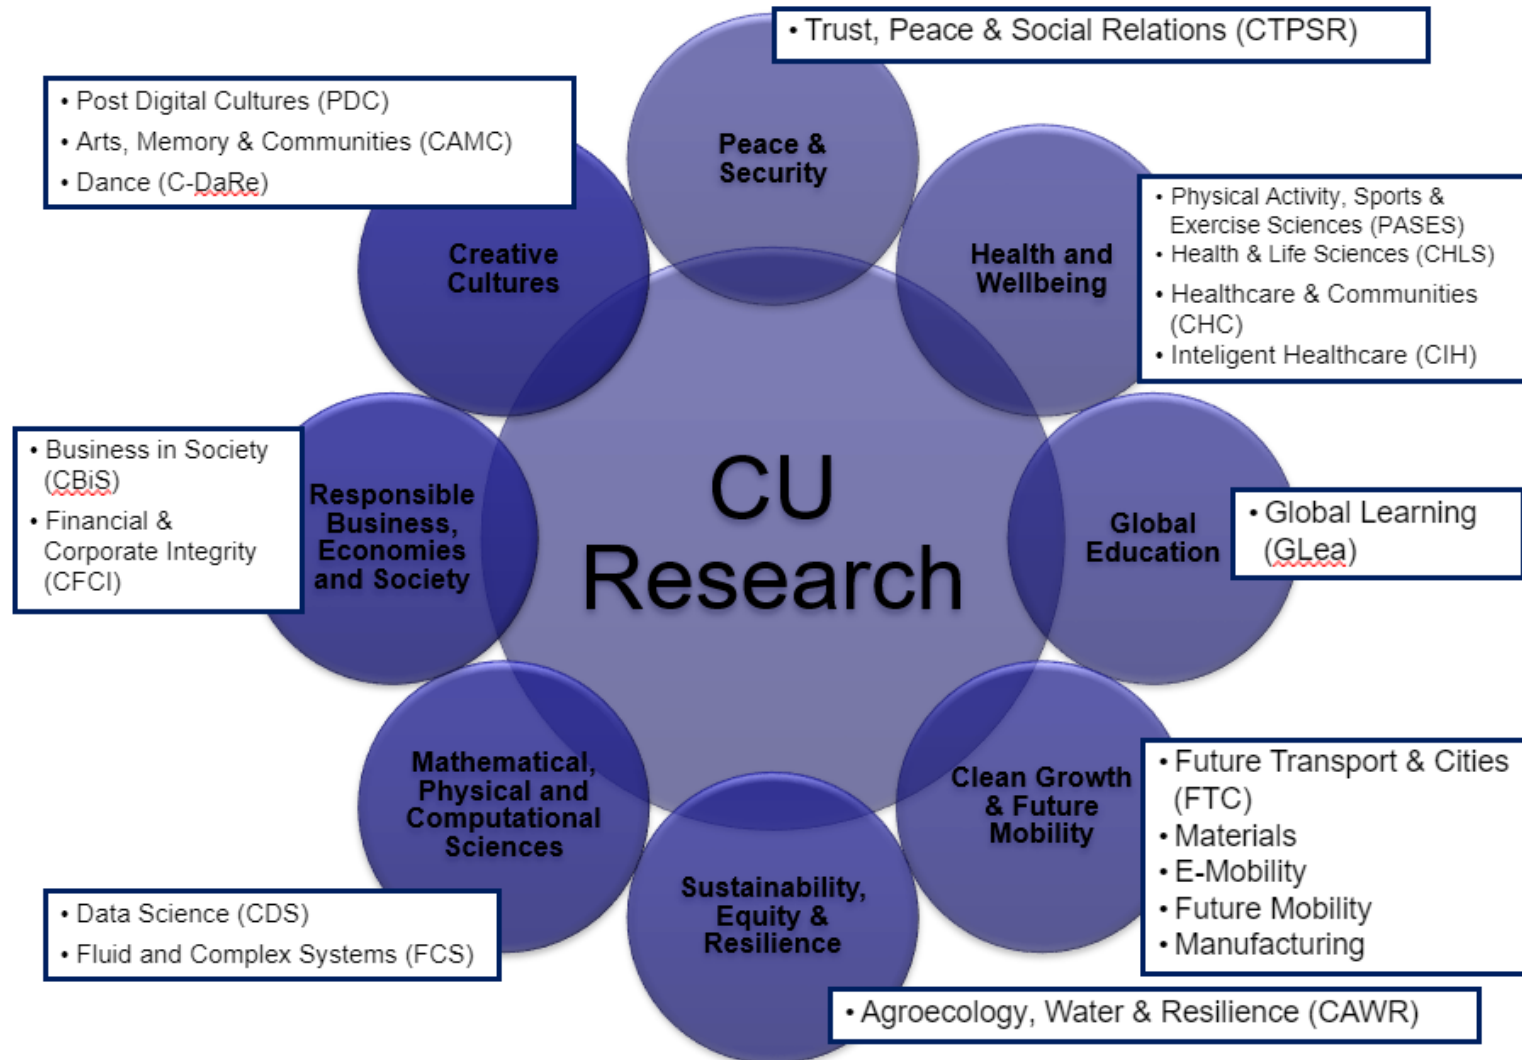 • Trust, Peace & Social Relations (CTPSR)
• Post Digital Cultures (PDC)
• Arts, Memory & Communities (CAMC)
• Dance (C-DaRe)
Peace &
Security
• Physical Activity, Sports &
Exercise Sciences (PASES)
• Health & Life Sciences (CHLS)
• Healthcare & Communities
(CHC)
• Inteligent Healthcare (CIH)
Creative
Cultures
Health and
Wellbeing
• Business in Society
(CBiS)
• Financial &
Corporate Integrity
(CFCI)
Responsible
Business,
Economies
and Society
CU
Research
Global
Education
• Global Learning
(GLea)
Mathematical,
Physical and
Computational
Sciences
Clean Growth
& Future
Mobility
• Future Transport & Cities
(FTC)
• Materials
• E-Mobility
• Future Mobility
• Manufacturing
Sustainability,
Equity &
Resilience
• Data Science (CDS)
• Fluid and Complex Systems (FCS)
• Agroecology, Water & Resilience (CAWR)